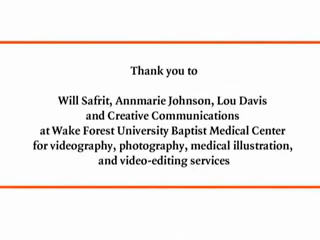 Thank you to
Will Safrit, Annmarie Johnson, Lou Davis
and Creative Communications
at Wake Forest University Baptist Medical Center
for videography, photography, medical illustration,
and video-editing services